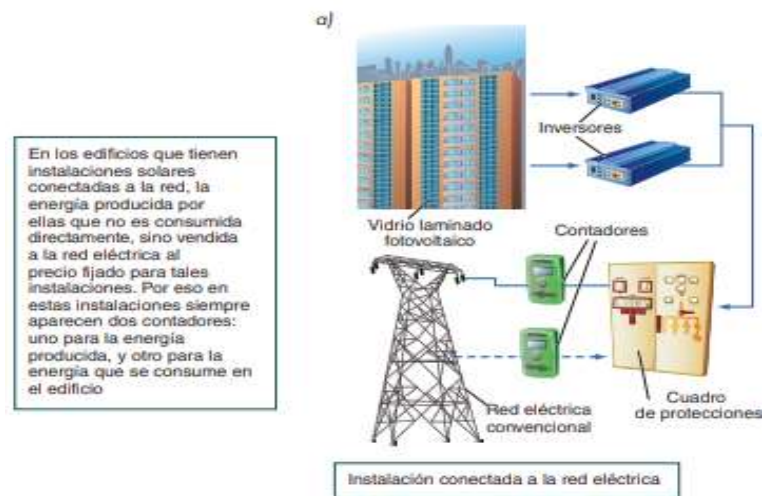 a)
En los edificios que tienen
instalaciones solares
conectadas a la red, la
energía producida por
ellas que no es consumida
directamente, sino vendida
a la red eléctrica al
precio fijado para tales
instalaciones. Por eso en
estas instalaciones siempre
aparecen dos contadores:
uno para la energía
producida, y otro para la
energía que se consume en
el edificio
Inversores
Vidrio laminado
fotovoltaico
Contadores
Red eléctrica
convencional
Cuadro
de protecciones
Instalación conectada a la red eléctrica